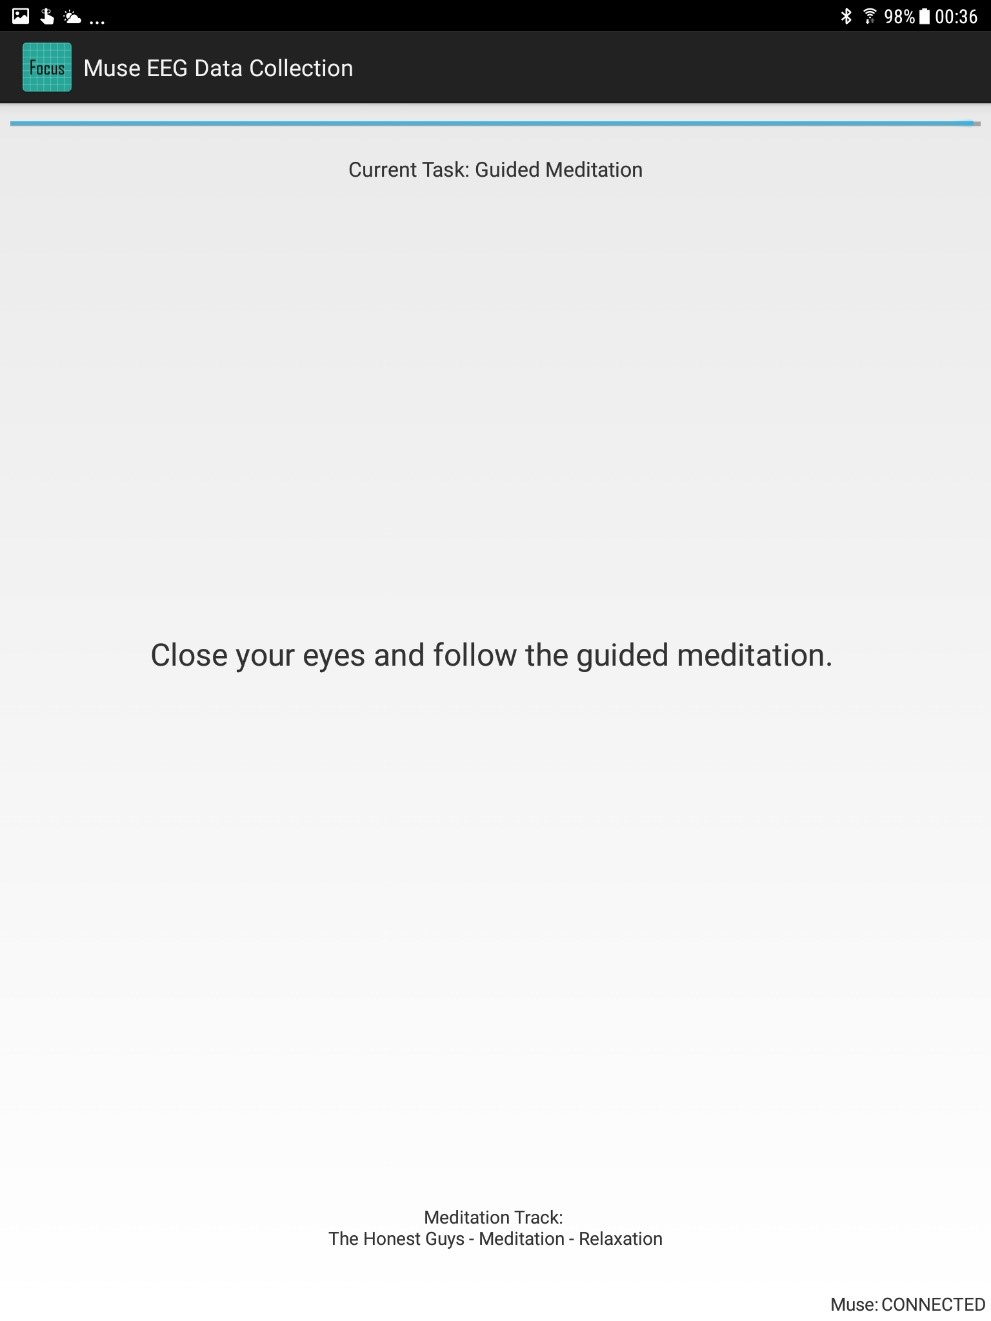 ... 98% 00:36
Focus Muse EEG Data Collection
Current Task: Guided Meditation
Close your eyes and follow the guided meditation.
Meditation Track:
The Honest Guys - Meditation - Relaxation
Muse: CONNECTED